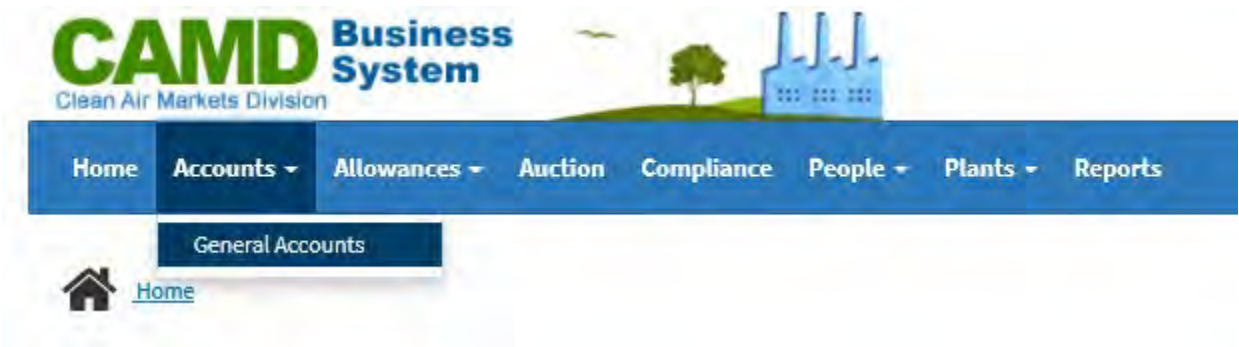 CAMD Business System
Clean Air Markets Division
Home Accounts Allowances Auction Compliance People Plants Reports
General Accounts
Home